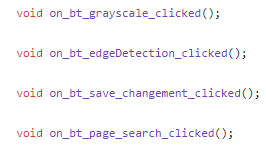 void on_bt_grayscale_clicked();
void on_bt_edgeDetection_clicked();
void on_bt_save_changement_clicked();
void on_bt_page_search_clicked();